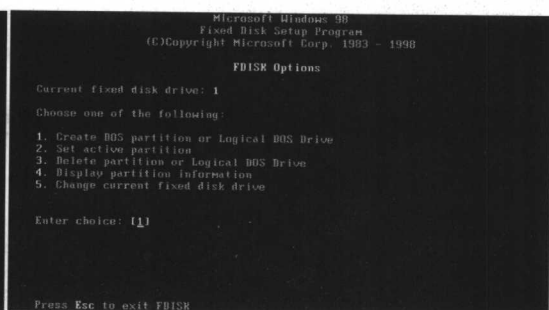 Microsoft Windows 98
Fixed Disk Setup Program
(C)Copyright Microsoft Corp. 1983 - 1998
FDISK Options
Current fixed disk drive: 1
Choose one of the following:
1. Create DOS partition or Logical DOS Drive
2. Set active partition
3. Delete partition or Logical DOS Drive
4. Display partition information
5. Change current fixed disk drive
Enter choice: [1]
Press Esc to exit FDISK